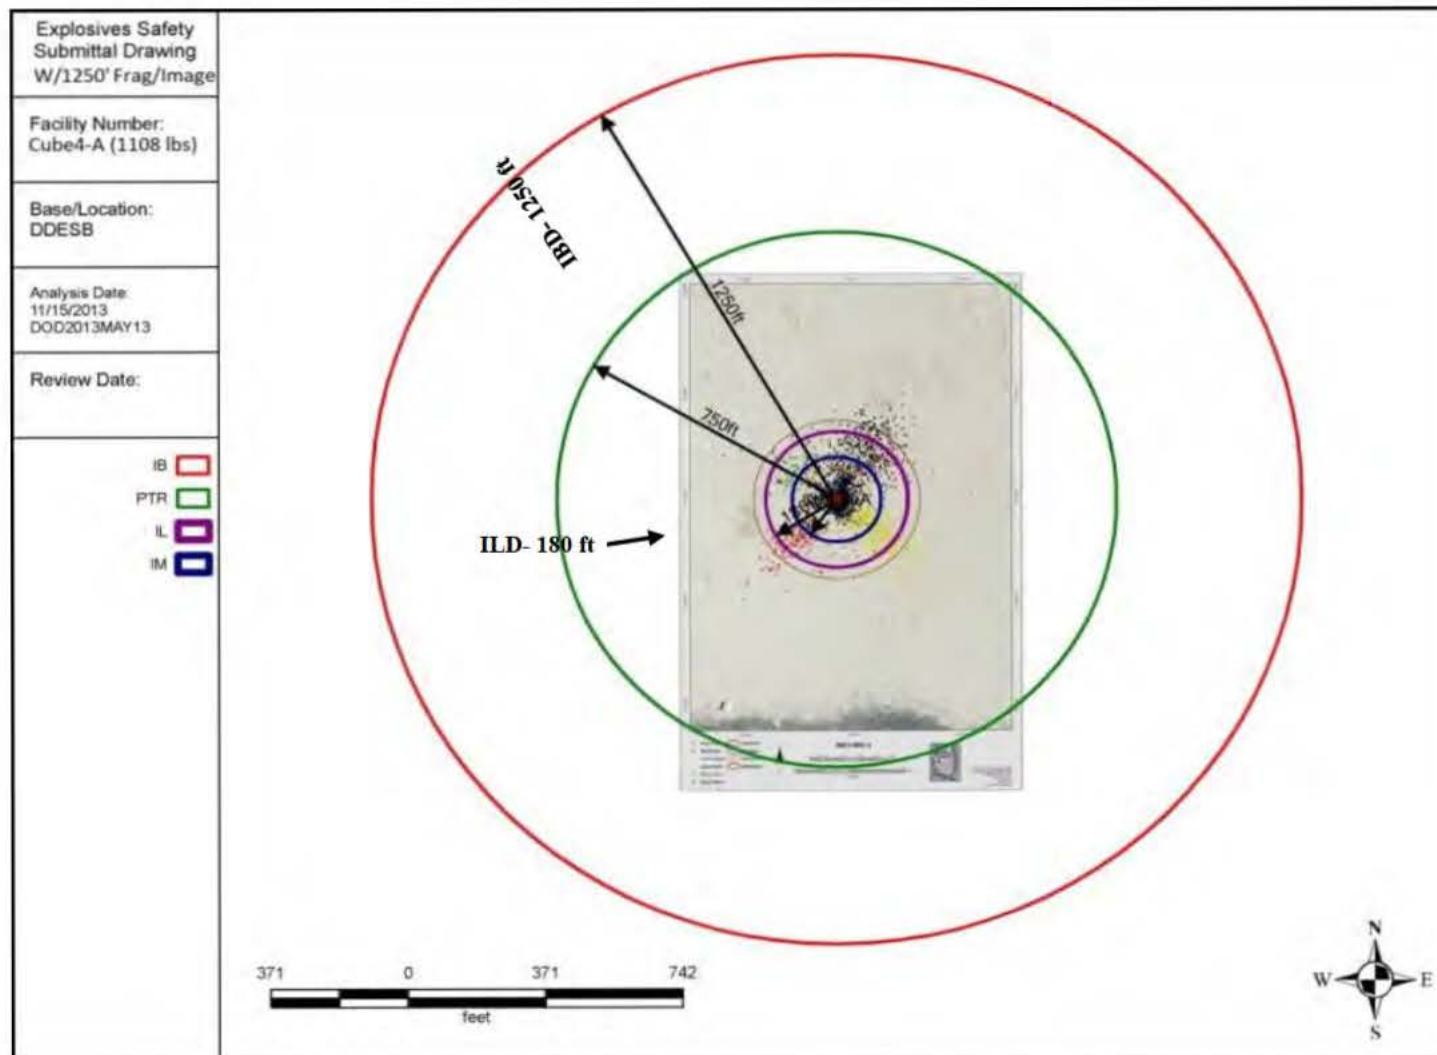 Explosives Safety
Submittal Drawing
W/1250' Frag/Image
Facility Number:
Cube4-A (1108 lbs)
Base/Location:
DDESB
Analysis Date:
11/15/2013
DOD2013MAY13
Review Date:
IB
PTR
IL
IM
IBD- 1250 ft
1250ft
750ft
ILD- 180 ft
371 0 371 742
feet
N
W E
S